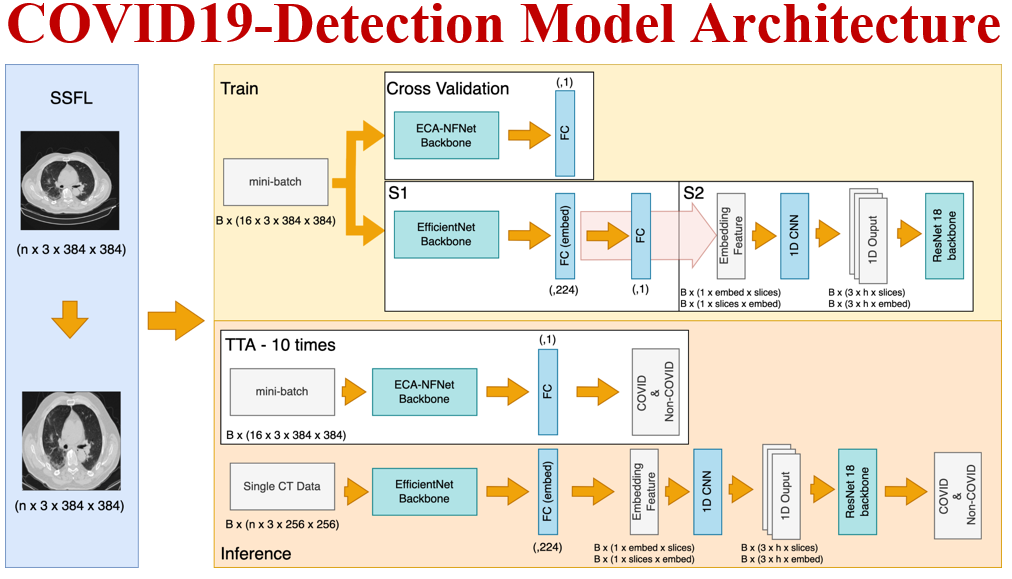 COVID19-Detection Model Architecture
SSFL
(n x 3 x 384 x 384)
(n x 3 x 384 x 384)
Train
mini-batch
B x (16 x 3 x 384 x 384)
Cross Validation
ECA-NFNet
Backbone
(,1)
FC
S1
EfficientNet
Backbone
FC (embed)
(,224)
FC
(,1)
S2
Embedding
Feature
B x (1 x embed x slices)
B x (1 x slices x embed)
1D CNN
1D Ouput
B x (3 x h x slices)
B x (3 x h x embed)
ResNet 18
backbone
TTA - 10 times
mini-batch
B x (16 x 3 x 384 x 384)
ECA-NFNet
Backbone
(,1)
FC
COVID
&
Non-COVID
Single CT Data
B x (n x 3 x 256 x 256)
EfficientNet
Backbone
FC (embed)
(,224)
Embedding
Feature
B x (1 x embed x slices)
B x (1 x slices x embed)
1D CNN
1D Ouput
B x (3 x h x slices)
B x (3 x h x embed)
ResNet 18
backbone
COVID
&
Non-COVID
Inference